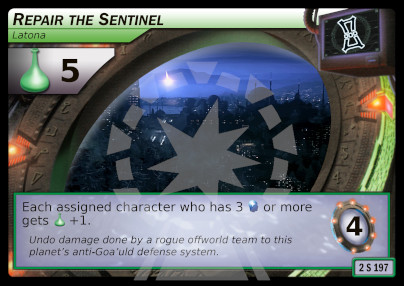 REPAIR THE SENTINEL
Latona
5
Each assigned character who has 3 or more
gets +1.
Undo damage done by a rogue offworld team to this
planet's anti-Goa'uld defense system.
4
2 S 197